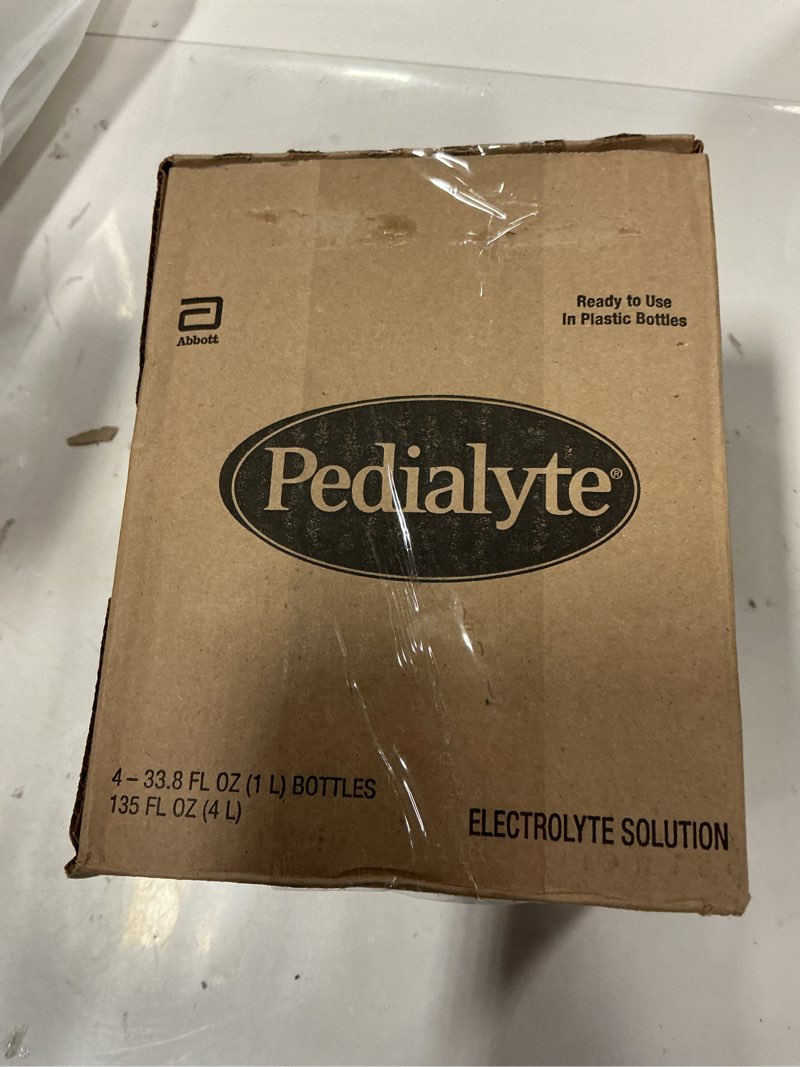 Abbott
Ready to Use
In Plastic Bottles
Pedialyte®
4 – 33.8 FL OZ (1 L) BOTTLES
135 FL OZ (4 L)
ELECTROLYTE SOLUTION